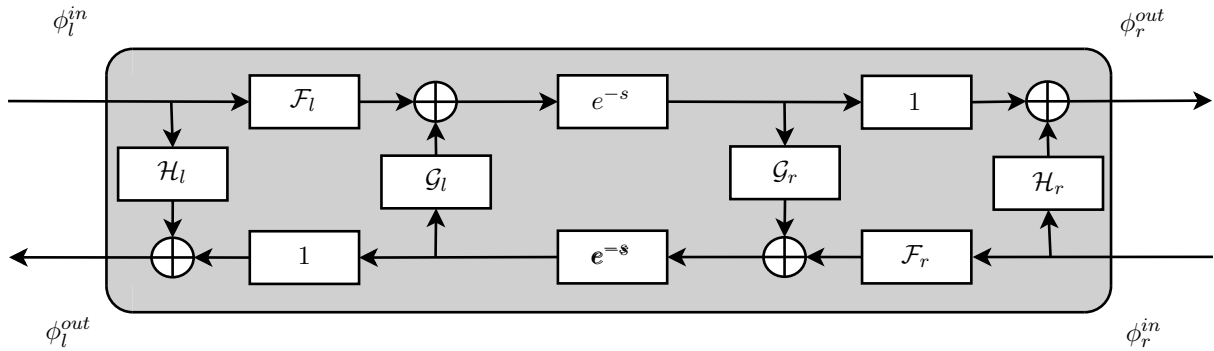 ϕ_l^{in}
ϕ_r^{out}
ℱ_l
e^{-s}
1
ℋ_l
𝒢_l
𝒢_r
ℋ_r
1
e^{-s}
ℱ_r
ϕ_l^{out}
ϕ_r^{in}